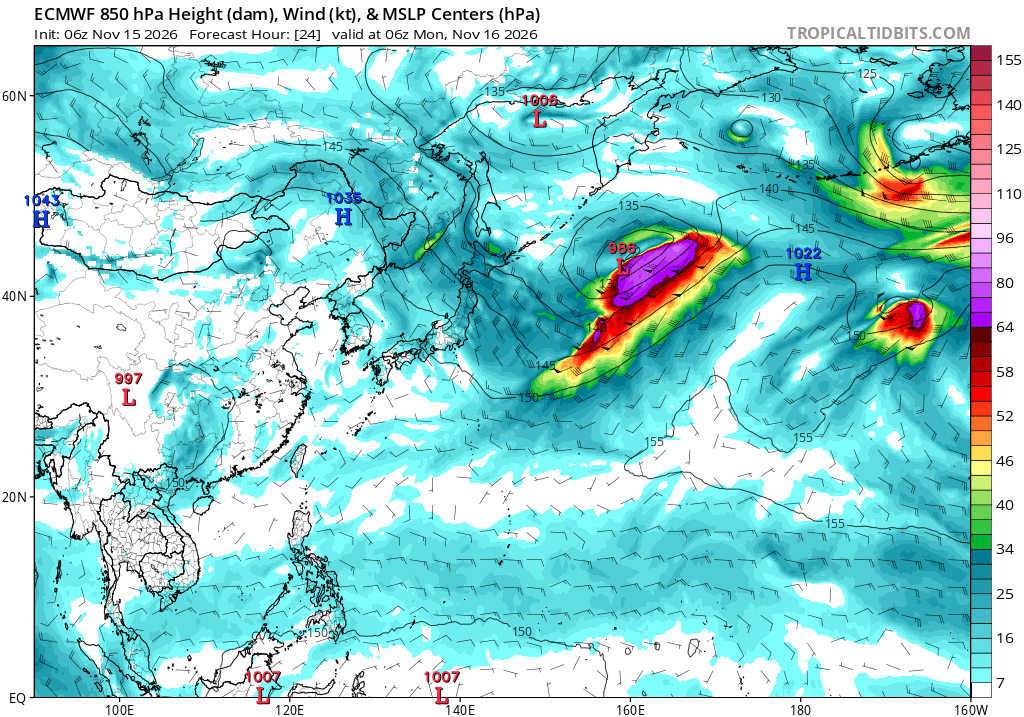 ECMWF 850 hPa Height (dam), Wind (kt), & MSLP Centers (hPa)
Init: 06z Nov 15 2026 Forecast Hour: [24] valid at 06z Mon, Nov 16 2026
TROPICALTIDBITS.COM
155
140
125
110
96
80
64
58
52
46
40
34
25
16
7
60N
40N
20N
EQ
100E
120E
140E
160E
180
160W
125
130
135
1006
L
145
135
140
1043
H
1035
H
135
145
986
L
1022
H
150
145
150
997
L
155
155
150
155
150
150
1007
L
1007
L